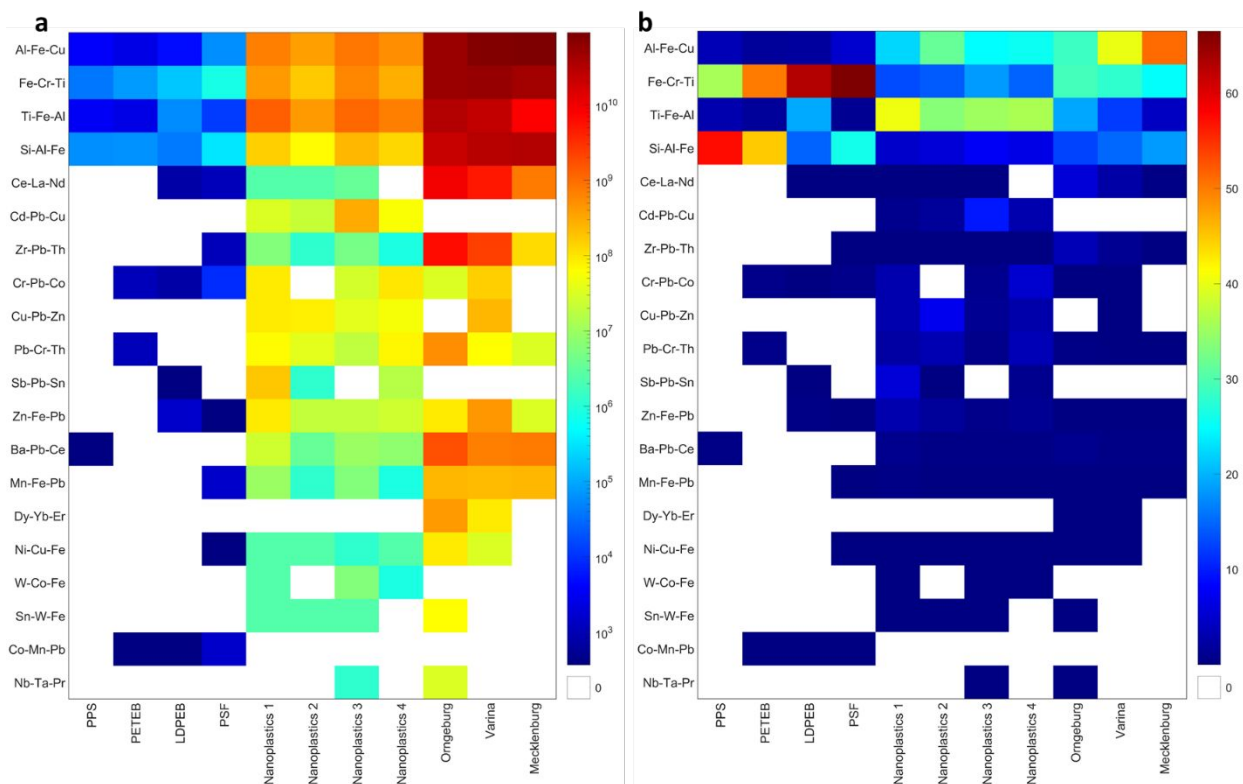 a
Al-Fe-Cu
Fe-Cr-Ti
Ti-Fe-Al
Si-Al-Fe
Ce-La-Nd
Cd-Pb-Cu
Zr-Pb-Th
Cr-Pb-Co
Cu-Pb-Zn
Pb-Cr-Th
Sb-Pb-Sn
Zn-Fe-Pb
Ba-Pb-Ce
Mn-Fe-Pb
Dy-Yb-Er
Ni-Cu-Fe
W-Co-Fe
Sn-W-Fe
Co-Mn-Pb
Nb-Ta-Pr
PPS
PETEB
LDPEB
PSF
Nanoplastics 1
Nanoplastics 2
Nanoplastics 3
Nanoplastics 4
Orngeburg
Varina
Mecklenburg
10¹⁰
10⁹
10⁸
10⁷
10⁶
10⁵
10⁴
10³
0
b
Al-Fe-Cu
Fe-Cr-Ti
Ti-Fe-Al
Si-Al-Fe
Ce-La-Nd
Cd-Pb-Cu
Zr-Pb-Th
Cr-Pb-Co
Cu-Pb-Zn
Pb-Cr-Th
Sb-Pb-Sn
Zn-Fe-Pb
Ba-Pb-Ce
Mn-Fe-Pb
Dy-Yb-Er
Ni-Cu-Fe
W-Co-Fe
Sn-W-Fe
Co-Mn-Pb
Nb-Ta-Pr
PPS
PETEB
LDPEB
PSF
Nanoplastics 1
Nanoplastics 2
Nanoplastics 3
Nanoplastics 4
Orngeburg
Varina
Mecklenburg
60
50
40
30
20
10
0